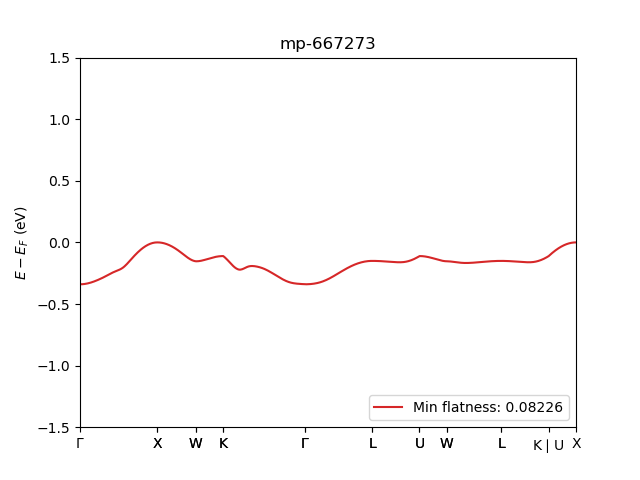 mp-667273
E − E_F (eV)
1.5
1.0
0.5
0.0
−0.5
−1.0
−1.5
Min flatness: 0.08226
Γ X W K Γ L U W L K | U X